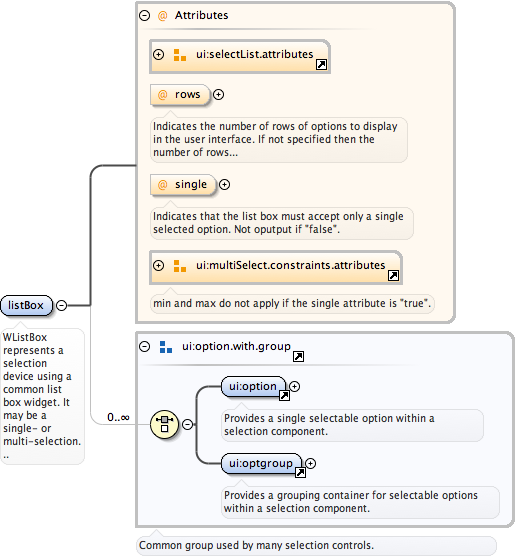 @ Attributes
ui:selectList.attributes
@ rows
Indicates the number of rows of options to display
in the user interface. If not specified then the
number of rows...
@ single
Indicates that the list box must accept only a single
selected option. Not oputput if "false".
ui:multiSelect.constraints.attributes
min and max do not apply if the single attribute is "true".
listBox
WListBox
represents a
selection
device using a
common list
box widget. It
may be a
single- or
multi-selection.
..
0..∞
ui:option.with.group
ui:option
Provides a single selectable option within a
selection component.
ui:optgroup
Provides a grouping container for selectable options
within a selection component.
Common group used by many selection controls.